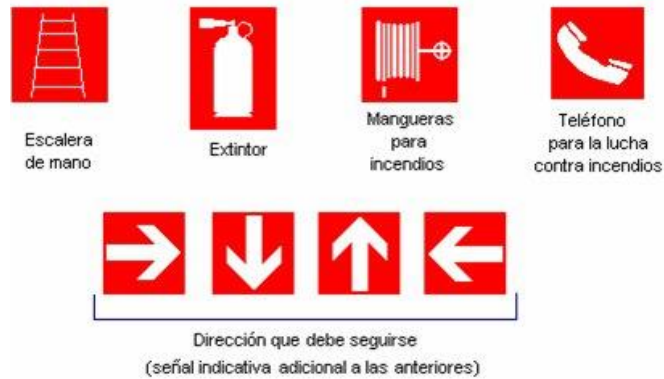 Escalera
de mano
Extintor
Mangueras
para
incendios
Teléfono
para la lucha
contra incendios
Dirección que debe seguirse
(señal indicativa adicional a las anteriores)